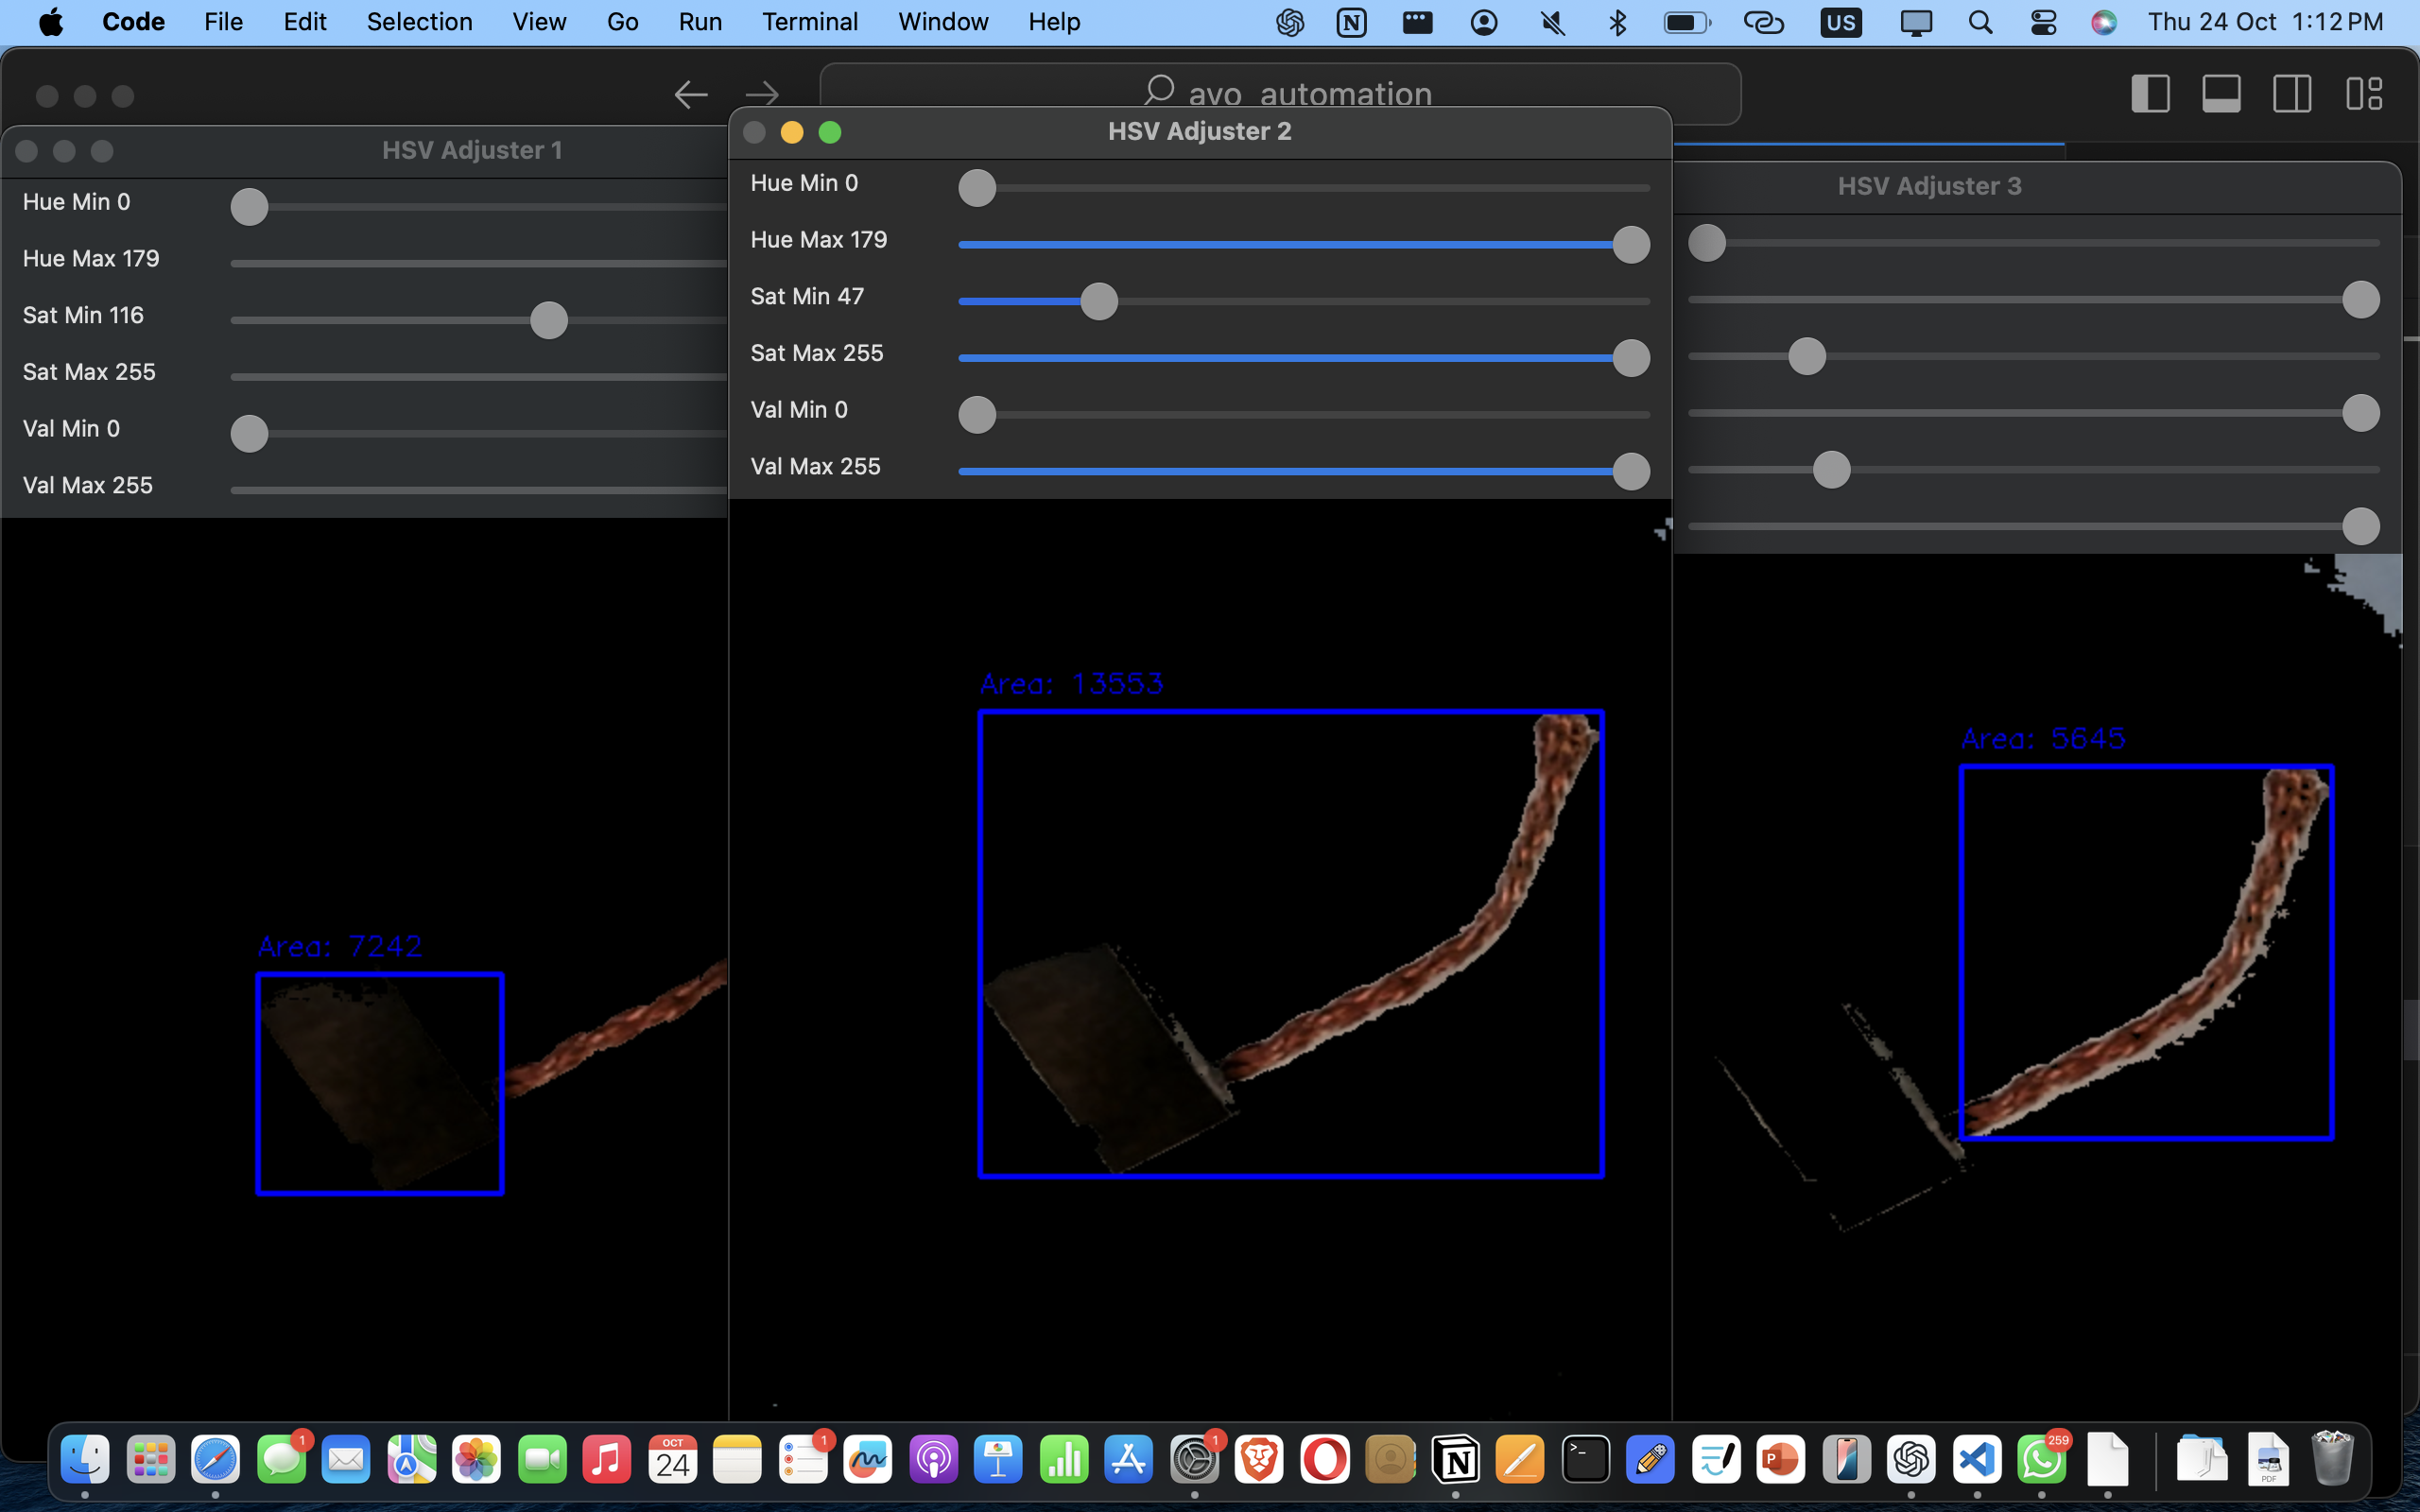 Code File Edit Selection View Go Run Terminal Window Help US Thu 24 Oct 1:12 PM
avo_automation
HSV Adjuster 1
Hue Min 0
Hue Max 179
Sat Min 116
Sat Max 255
Val Min 0
Val Max 255
Area: 7242
HSV Adjuster 2
Hue Min 0
Hue Max 179
Sat Min 47
Sat Max 255
Val Min 0
Val Max 255
Area: 13553
HSV Adjuster 3
Area: 5645
1
OCT
24
1
1
259
PDF